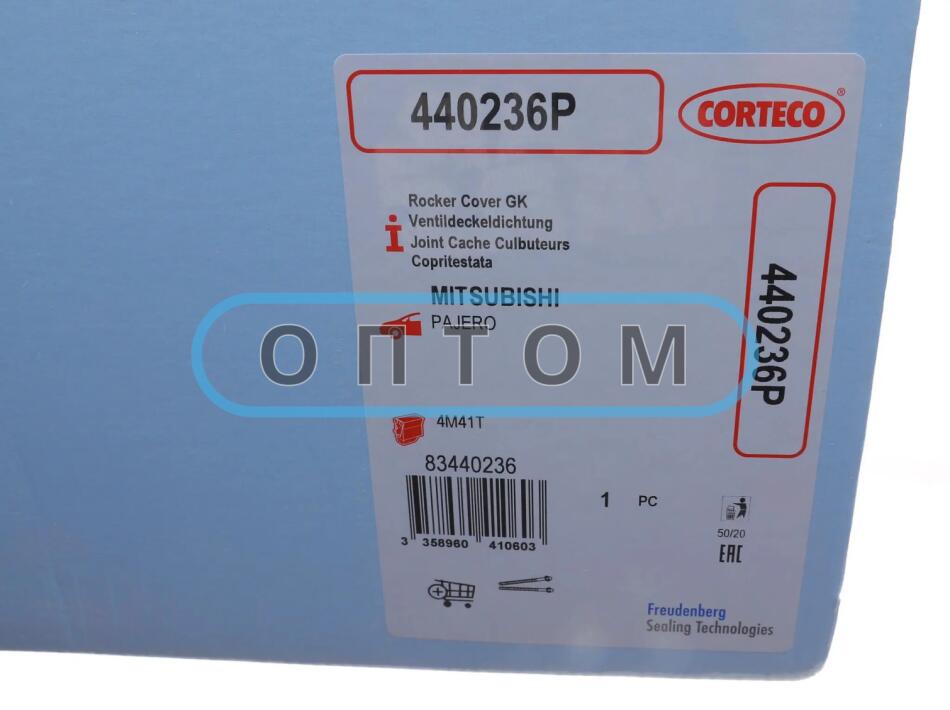 440236P
CORTECO®
Rocker Cover GK
Ventildeckeldichtung
Joint Cache Culbuteurs
Copritestata
440236P
MITSUBISHI
PAJERO
ОПТОМ
4M41T
83440236
1 PC
3 358960 410603
50/20
EAC
Freudenberg
Sealing Technologies